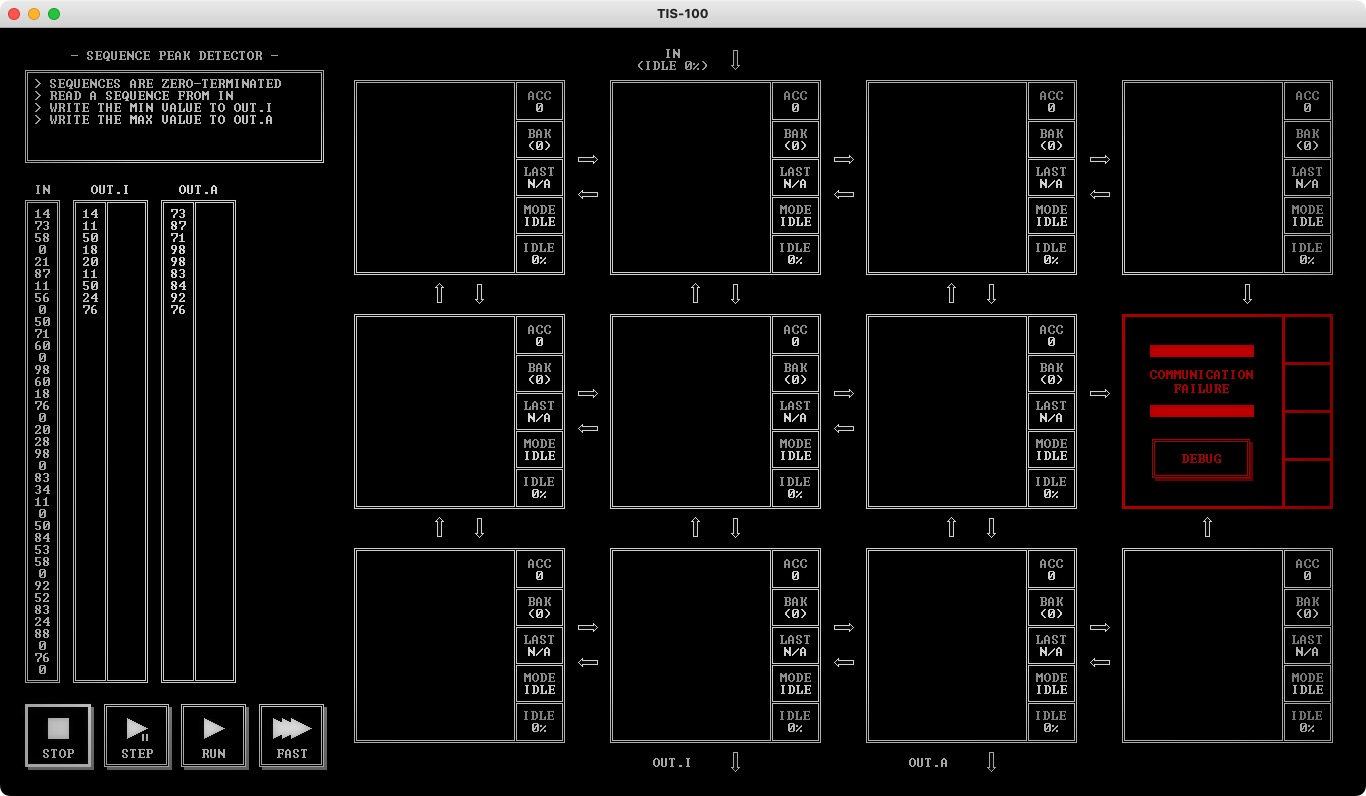 TIS-100
- SEQUENCE PEAK DETECTOR -
> SEQUENCES ARE ZERO-TERMINATED
> READ A SEQUENCE FROM IN
> WRITE THE MIN VALUE TO OUT.I
> WRITE THE MAX VALUE TO OUT.A
IN OUT.I OUT.A
14 14 73
73 11 87
58 50 71
0 18 98
21 20 98
87 11 83
11 50 84
56 24 92
0 76 76
50
71
60
0
98
60
18
76
0
20
28
98
0
83
34
11
0
50
84
53
58
0
92
52
83
24
88
0
76
0
STOP STEP RUN FAST
IN
(IDLE 0%)
ACC ACC ACC ACC
0 0 0 0
BAK BAK BAK BAK
(0) (0) (0) (0)
LAST LAST LAST LAST
N/A N/A N/A N/A
MODE MODE MODE MODE
IDLE IDLE IDLE IDLE
IDLE IDLE IDLE IDLE
0% 0% 0% 0%
ACC ACC ACC
0 0 0
BAK BAK BAK
(0) (0) (0)
LAST LAST LAST
N/A N/A N/A
MODE MODE MODE
IDLE IDLE IDLE
IDLE IDLE IDLE
0% 0% 0%
COMMUNICATION
FAILURE
DEBUG
ACC ACC ACC ACC
0 0 0 0
BAK BAK BAK BAK
(0) (0) (0) (0)
LAST LAST LAST LAST
N/A N/A N/A N/A
MODE MODE MODE MODE
IDLE IDLE IDLE IDLE
IDLE IDLE IDLE IDLE
0% 0% 0% 0%
OUT.I OUT.A